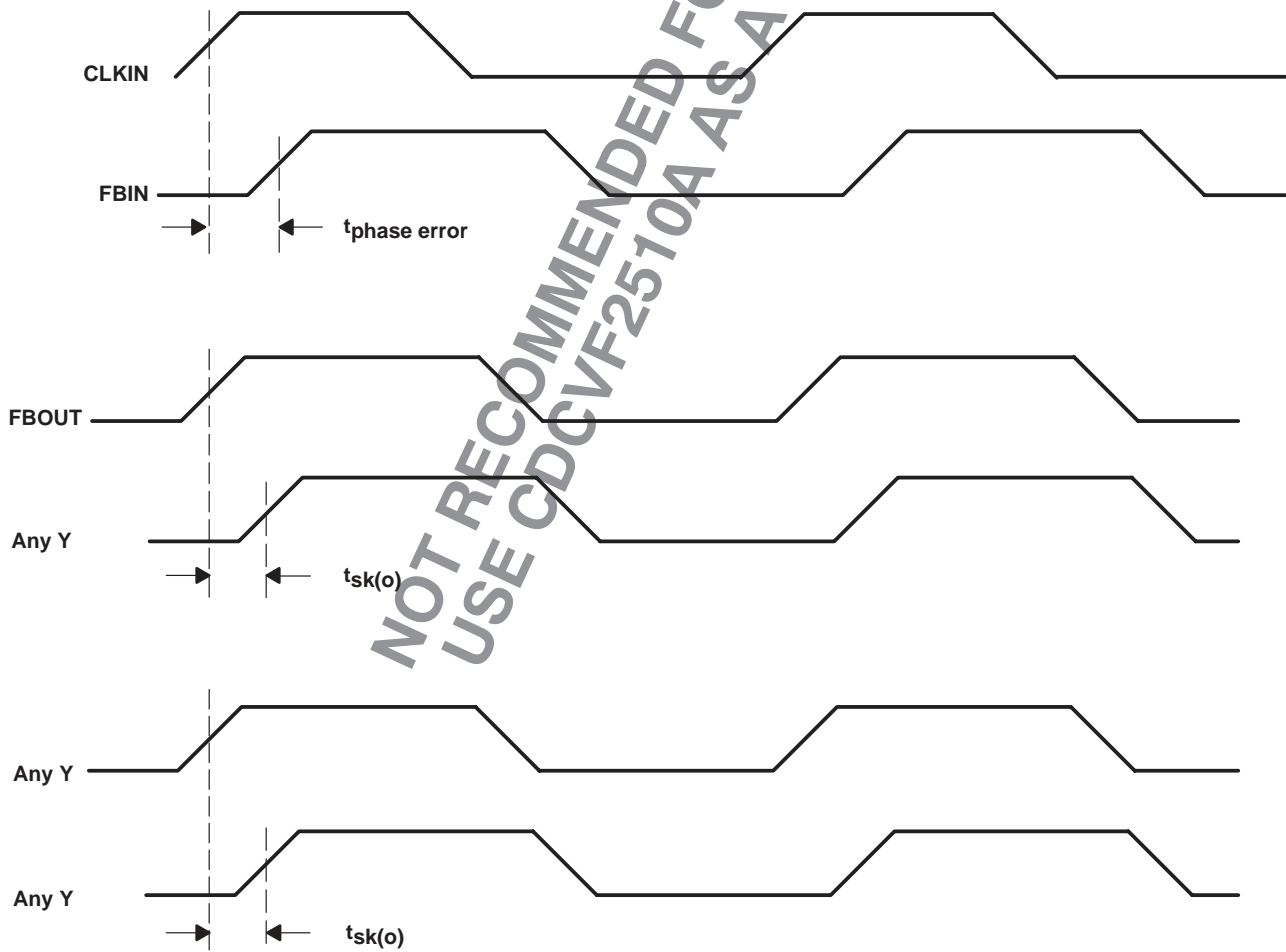 CLKIN
FBIN
tphase error
FBOUT
Any Y
tsk(o)
Any Y
Any Y
tsk(o)
NOT RECOMMENDED FO
USE CDCVF2510A AS A